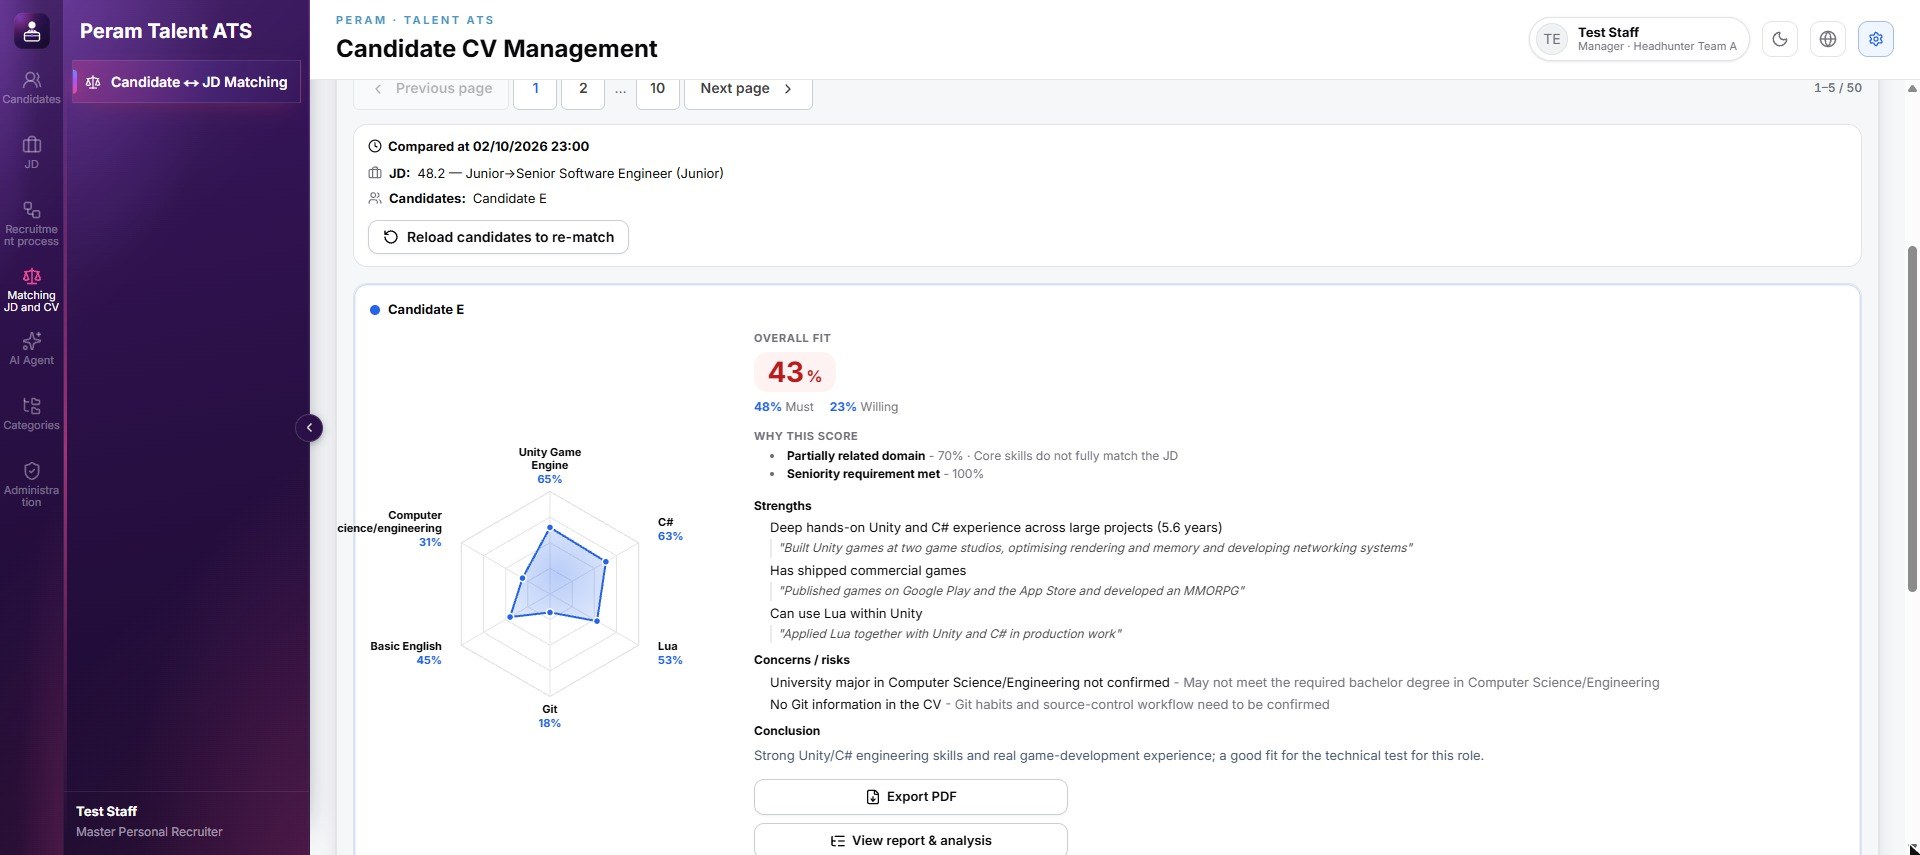 Peram Talent ATS
Candidate ↔ JD Matching
Candidates
JD
Recruitme
nt process
Matching
JD and CV
AI Agent
Categories
Administra
tion
Test Staff
Master Personal Recruiter
PERAM · TALENT ATS
Candidate CV Management
TE
Test Staff
Manager · Headhunter Team A
Previous page
1
2
...
10
Next page
1–5 / 50
Compared at 02/10/2026 23:00
JD: 48.2 — Junior→Senior Software Engineer (Junior)
Candidates: Candidate E
Reload candidates to re-match
Candidate E
Unity Game
Engine
65%
C#
63%
Lua
53%
Git
18%
Basic English
45%
Computer
cience/engineering
31%
OVERALL FIT
43 %
48% Must 23% Willing
WHY THIS SCORE
• Partially related domain - 70% · Core skills do not fully match the JD
• Seniority requirement met - 100%
Strengths
Deep hands-on Unity and C# experience across large projects (5.6 years)
"Built Unity games at two game studios, optimising rendering and memory and developing networking systems"
Has shipped commercial games
"Published games on Google Play and the App Store and developed an MMORPG"
Can use Lua within Unity
"Applied Lua together with Unity and C# in production work"
Concerns / risks
University major in Computer Science/Engineering not confirmed - May not meet the required bachelor degree in Computer Science/Engineering
No Git information in the CV - Git habits and source-control workflow need to be confirmed
Conclusion
Strong Unity/C# engineering skills and real game-development experience; a good fit for the technical test for this role.
Export PDF
View report & analysis